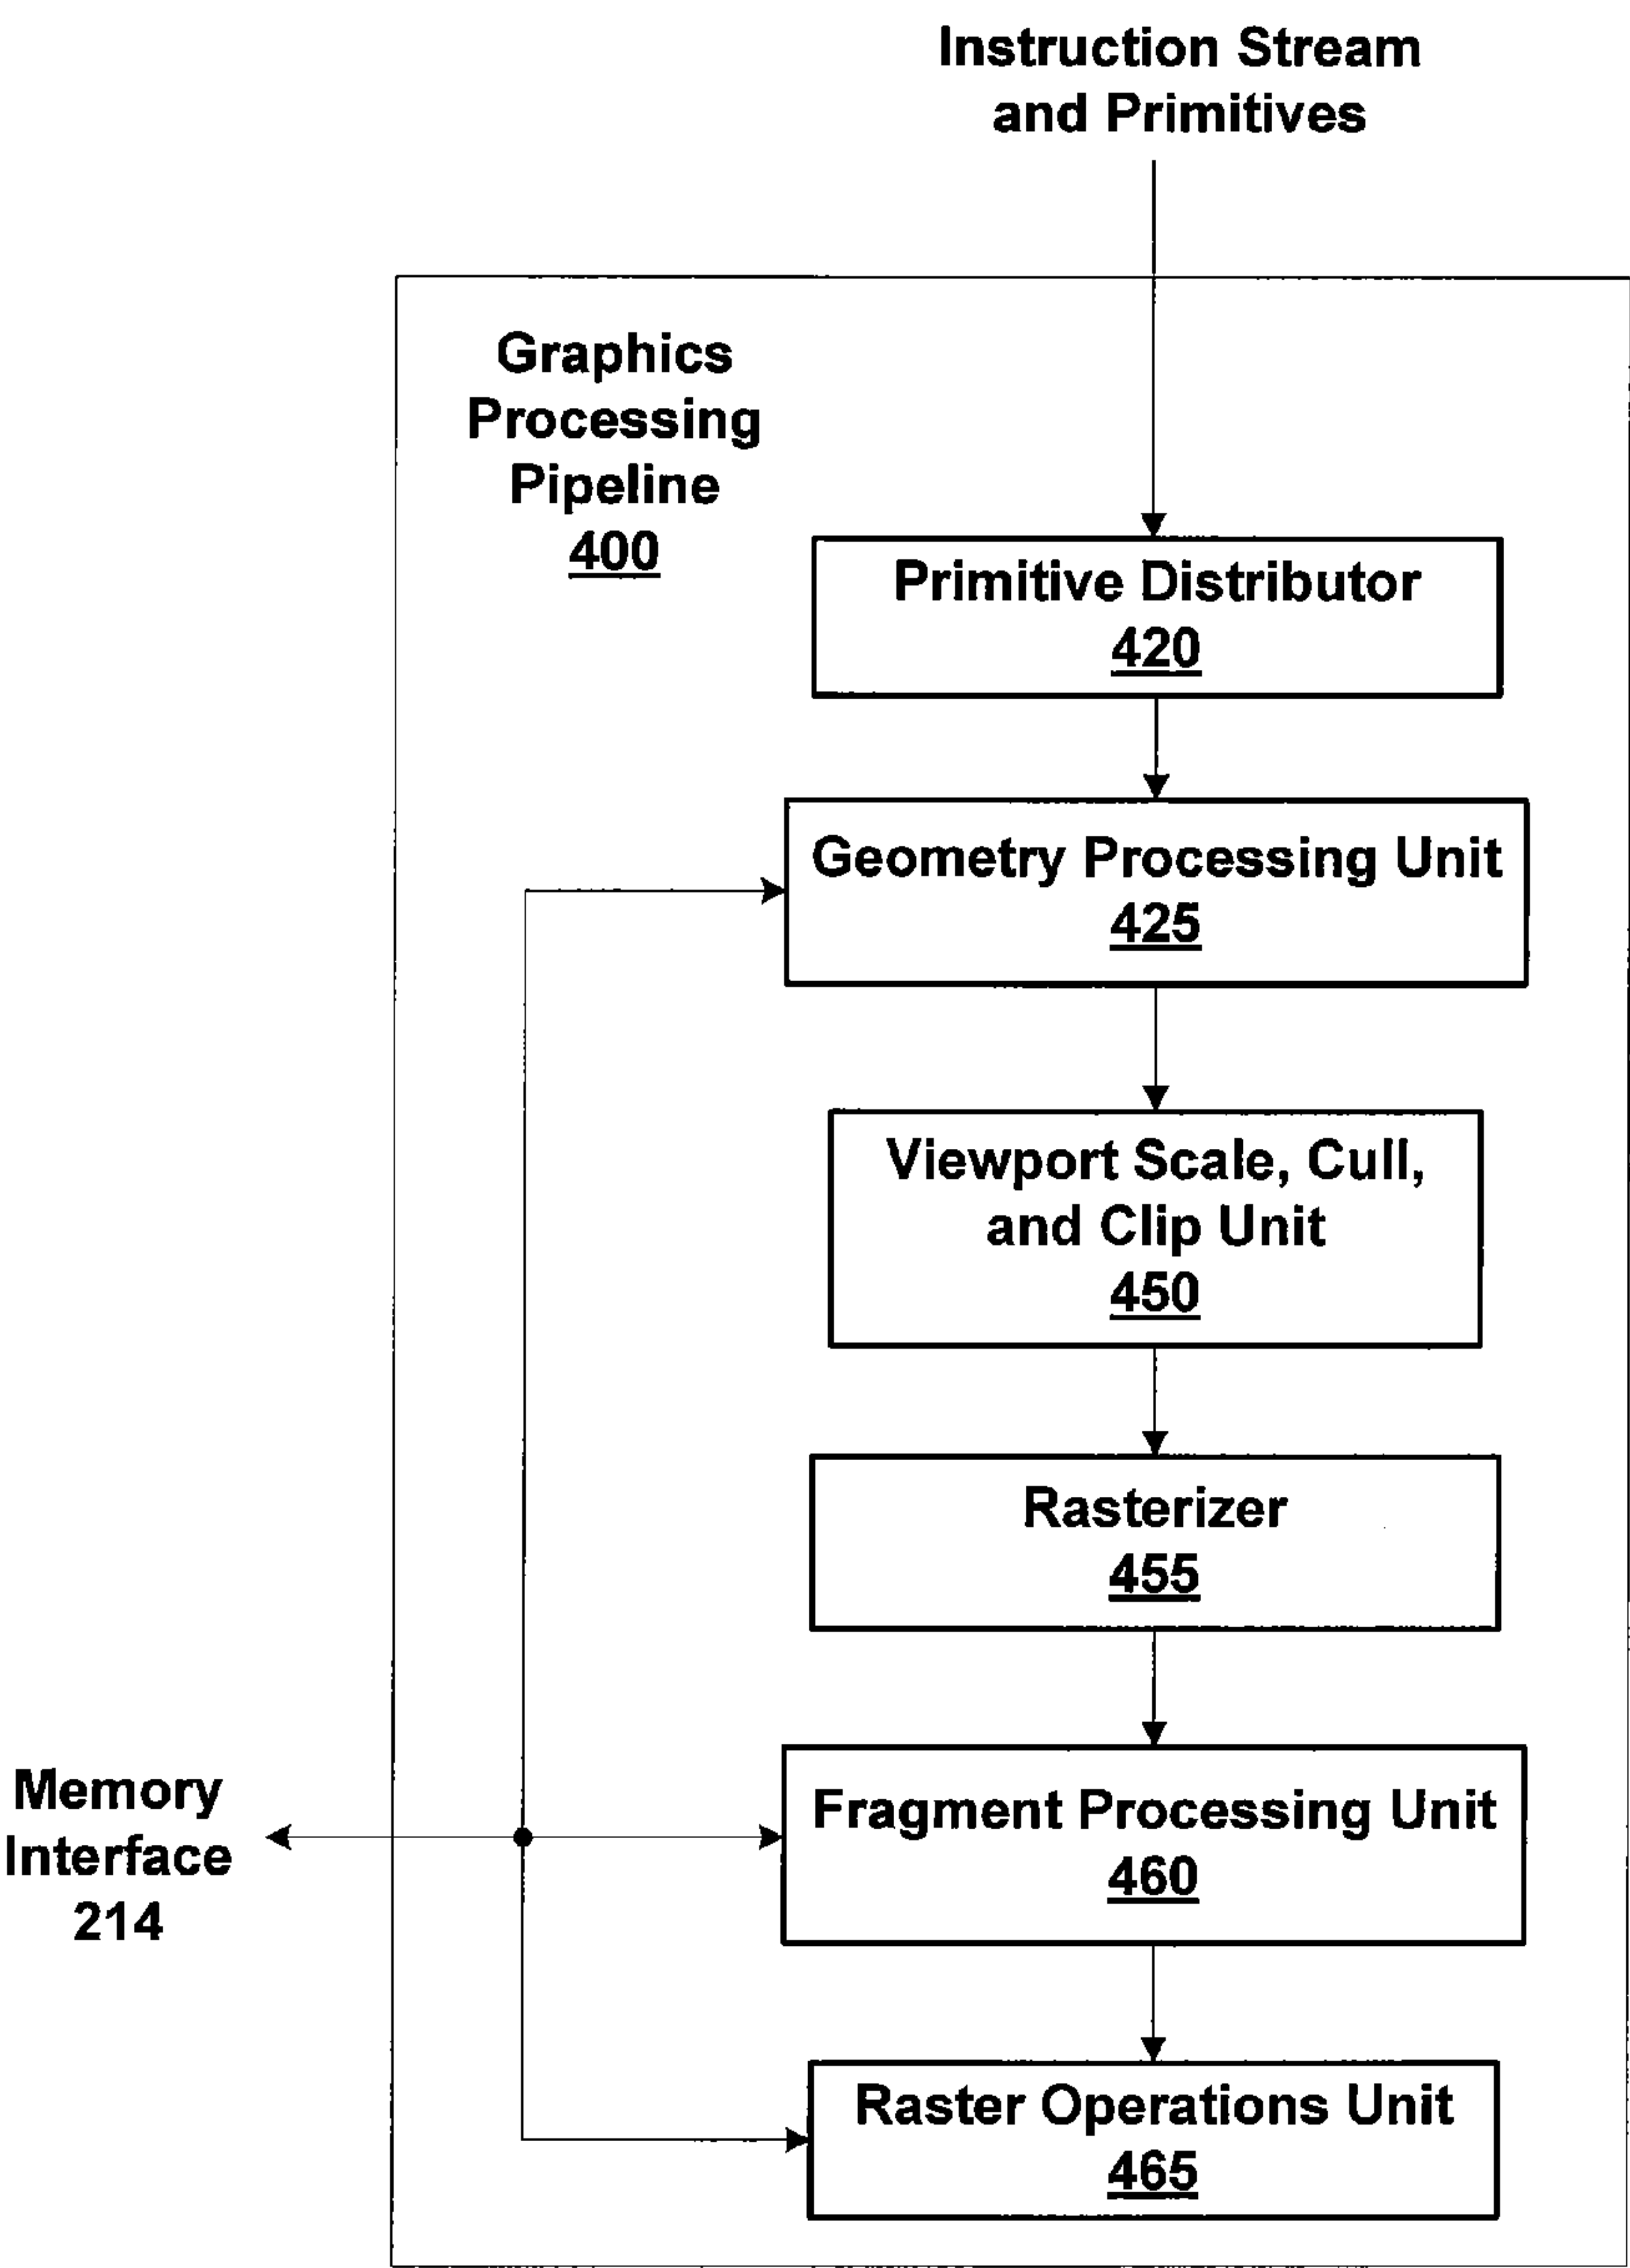 Instruction Stream
and Primitives
Graphics
Processing
Pipeline
400
Primitive Distributor
420
Geometry Processing Unit
425
Viewport Scale, Cull,
and Clip Unit
450
Rasterizer
455
Memory
Interface
214
Fragment Processing Unit
460
Raster Operations Unit
465